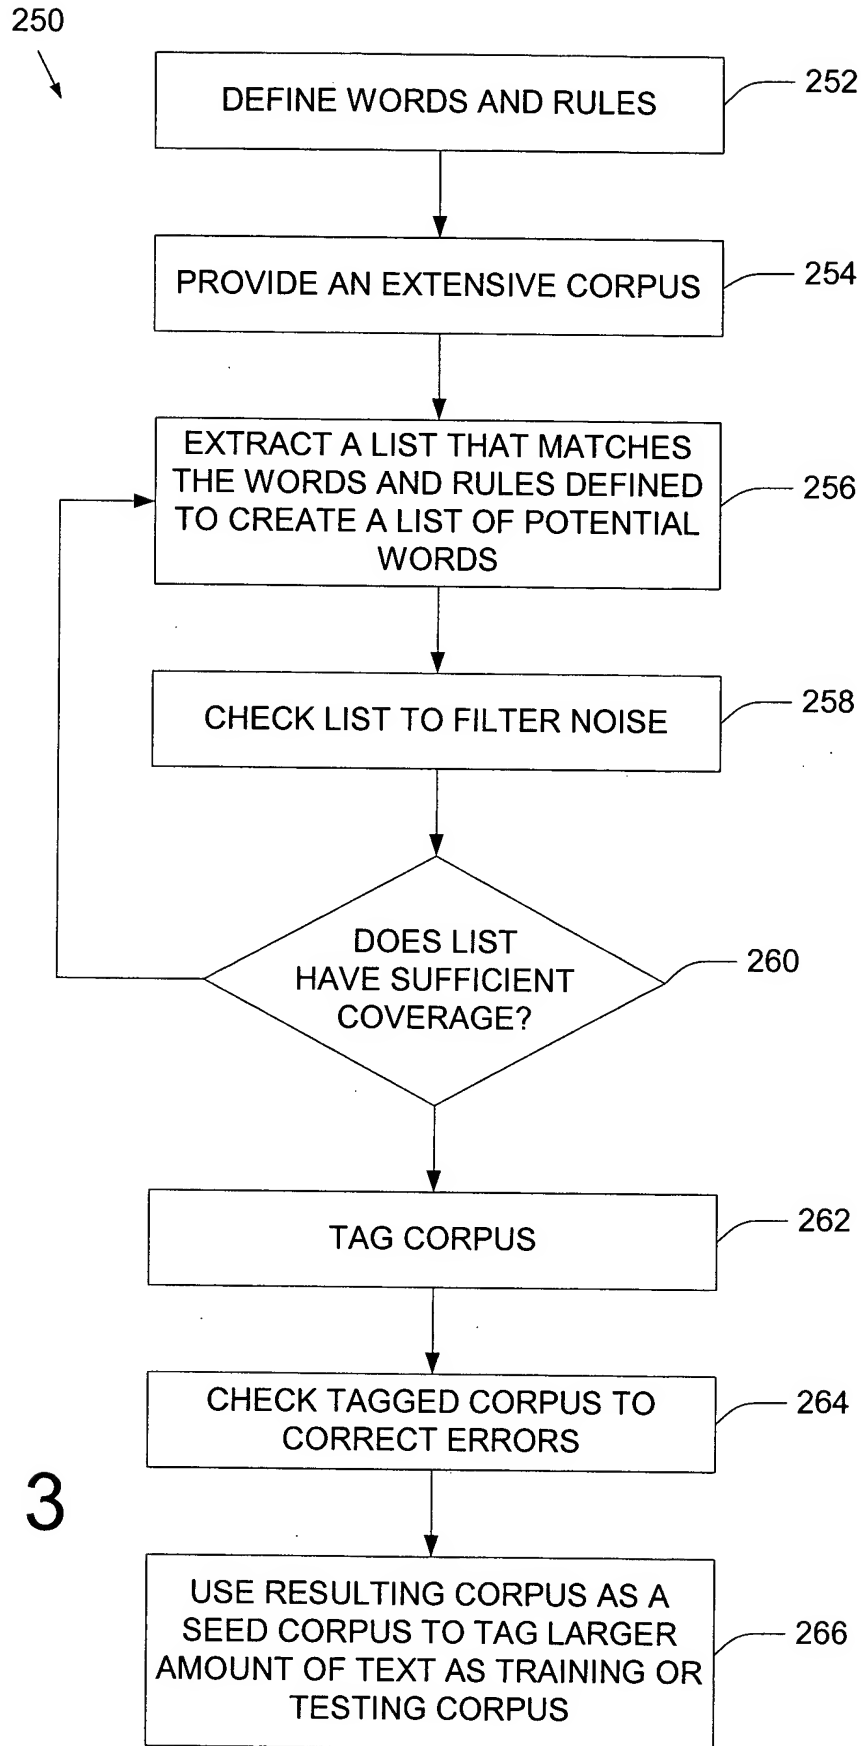 250
DEFINE WORDS AND RULES
252
PROVIDE AN EXTENSIVE CORPUS
254
EXTRACT A LIST THAT MATCHES
THE WORDS AND RULES DEFINED
TO CREATE A LIST OF POTENTIAL
WORDS
256
CHECK LIST TO FILTER NOISE
258
DOES LIST
HAVE SUFFICIENT
COVERAGE?
260
TAG CORPUS
262
CHECK TAGGED CORPUS TO
CORRECT ERRORS
264
3
USE RESULTING CORPUS AS A
SEED CORPUS TO TAG LARGER
AMOUNT OF TEXT AS TRAINING OR
TESTING CORPUS
266